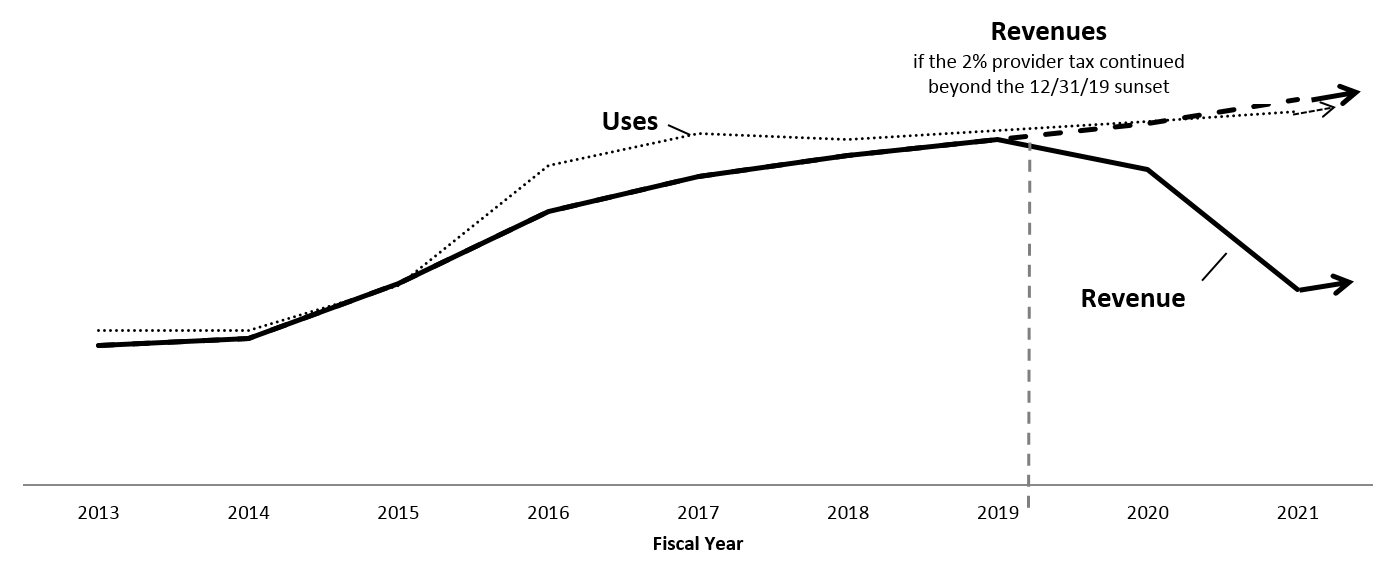 Revenues
if the 2% provider tax continued
beyond the 12/31/19 sunset
Uses
Revenue
2013 2014 2015 2016 2017 2018 2019 2020 2021
Fiscal Year